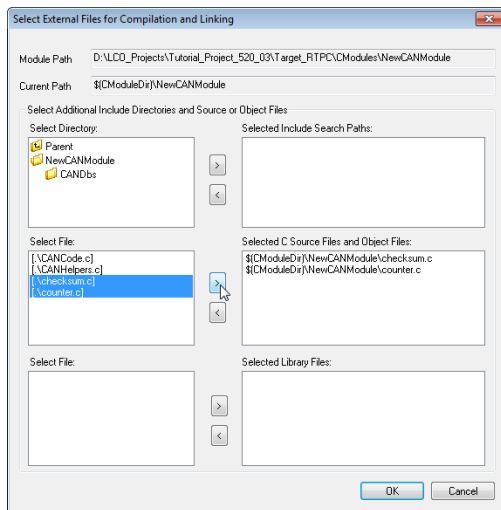 Select External Files for Compilation and Linking
Module Path
D:\LCO_Projects\Tutorial_Project_520_03\Target_RTPC\CModules\NewCANModule
Current Path
$(CModuleDir)\NewCANModule
Select Additional Include Directories and Source or Object Files
Select Directory:
Parent
NewCANModule
CANDbs
>
<
Selected Include Search Paths:
Select File:
[.\CANCode.c]
[.\CANHelpers.c]
[.\checksum.c]
[.\counter.c]
>
<
Selected C Source Files and Object Files:
$(CModuleDir)\NewCANModule\checksum.c
$(CModuleDir)\NewCANModule\counter.c
Select File:
>
<
Selected Library Files:
OK
Cancel